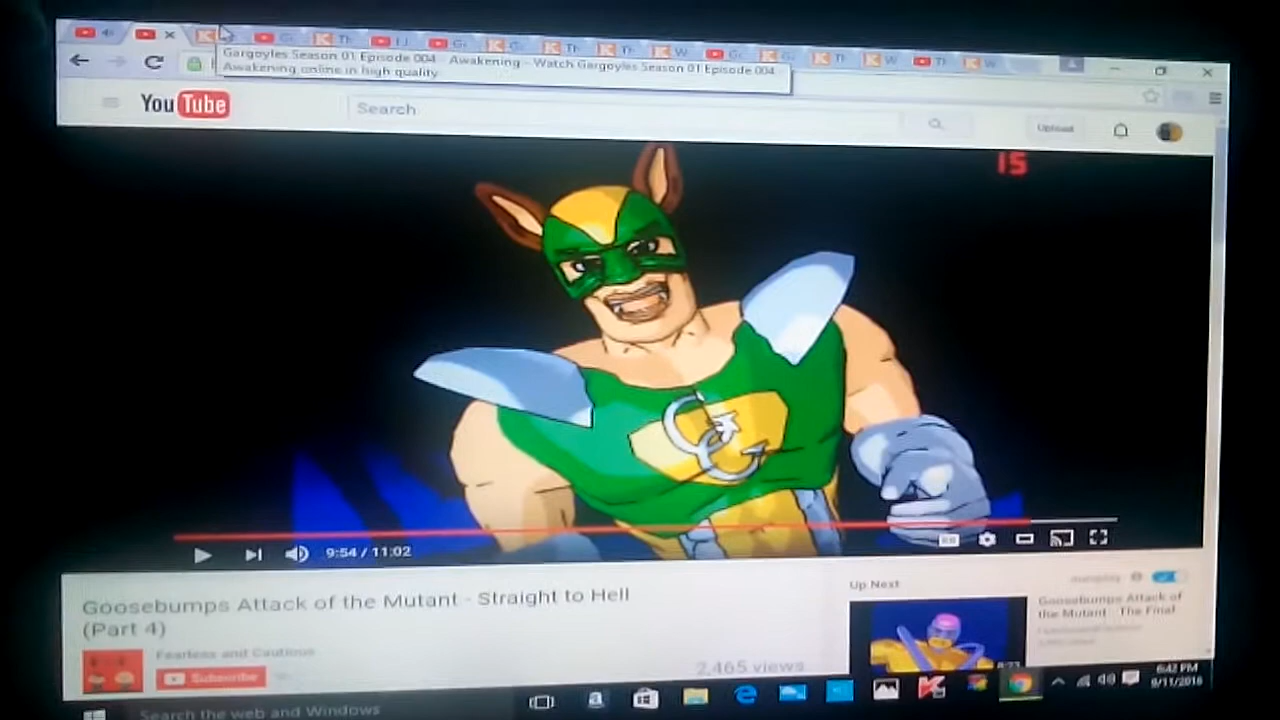 Gargoyles Season 01 Episode 004 - Awakening - Watch Gargoyles Season 01 Episode 004
Awakening online in high quality
YouTube
Search
Upload
15
9:54 / 11:02
Goosebumps Attack of the Mutant - Straight to Hell
(Part 4)
Fearless and Cautious
Subscribe
2,465 views
Up Next
autoplay
Goosebumps Attack of
the Mutant The Final
Search the web and Windows
6:42 PM
9/11/2016